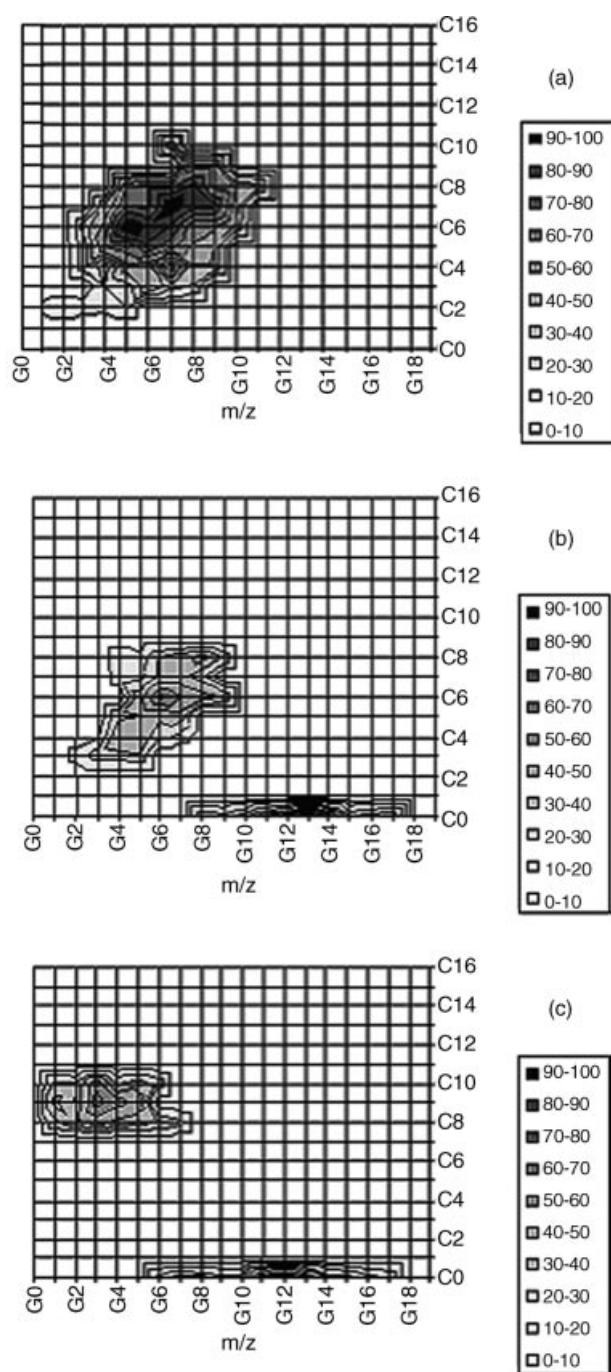 C16
C14
C12
C10
C8
C6
C4
C2
C0
G0
G2
G4
G6
G8
G10
G12
G14
G16
G18
m/z
(a)
90-100
80-90
70-80
60-70
50-60
40-50
30-40
20-30
10-20
0-10
C16
C14
C12
C10
C8
C6
C4
C2
C0
G0
G2
G4
G6
G8
G10
G12
G14
G16
G18
m/z
(b)
90-100
80-90
70-80
60-70
50-60
40-50
30-40
20-30
10-20
0-10
C16
C14
C12
C10
C8
C6
C4
C2
C0
G0
G2
G4
G6
G8
G10
G12
G14
G16
G18
m/z
(c)
90-100
80-90
70-80
60-70
50-60
40-50
30-40
20-30
10-20
0-10